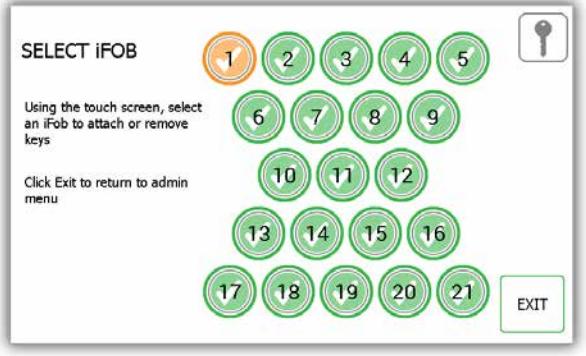 SELECT iFOB
Using the touch screen, select
an iFob to attach or remove
keys
Click Exit to return to admin
menu
1 2 3 4 5
6 7 8 9
10 11 12
13 14 15 16
17 18 19 20 21
EXIT